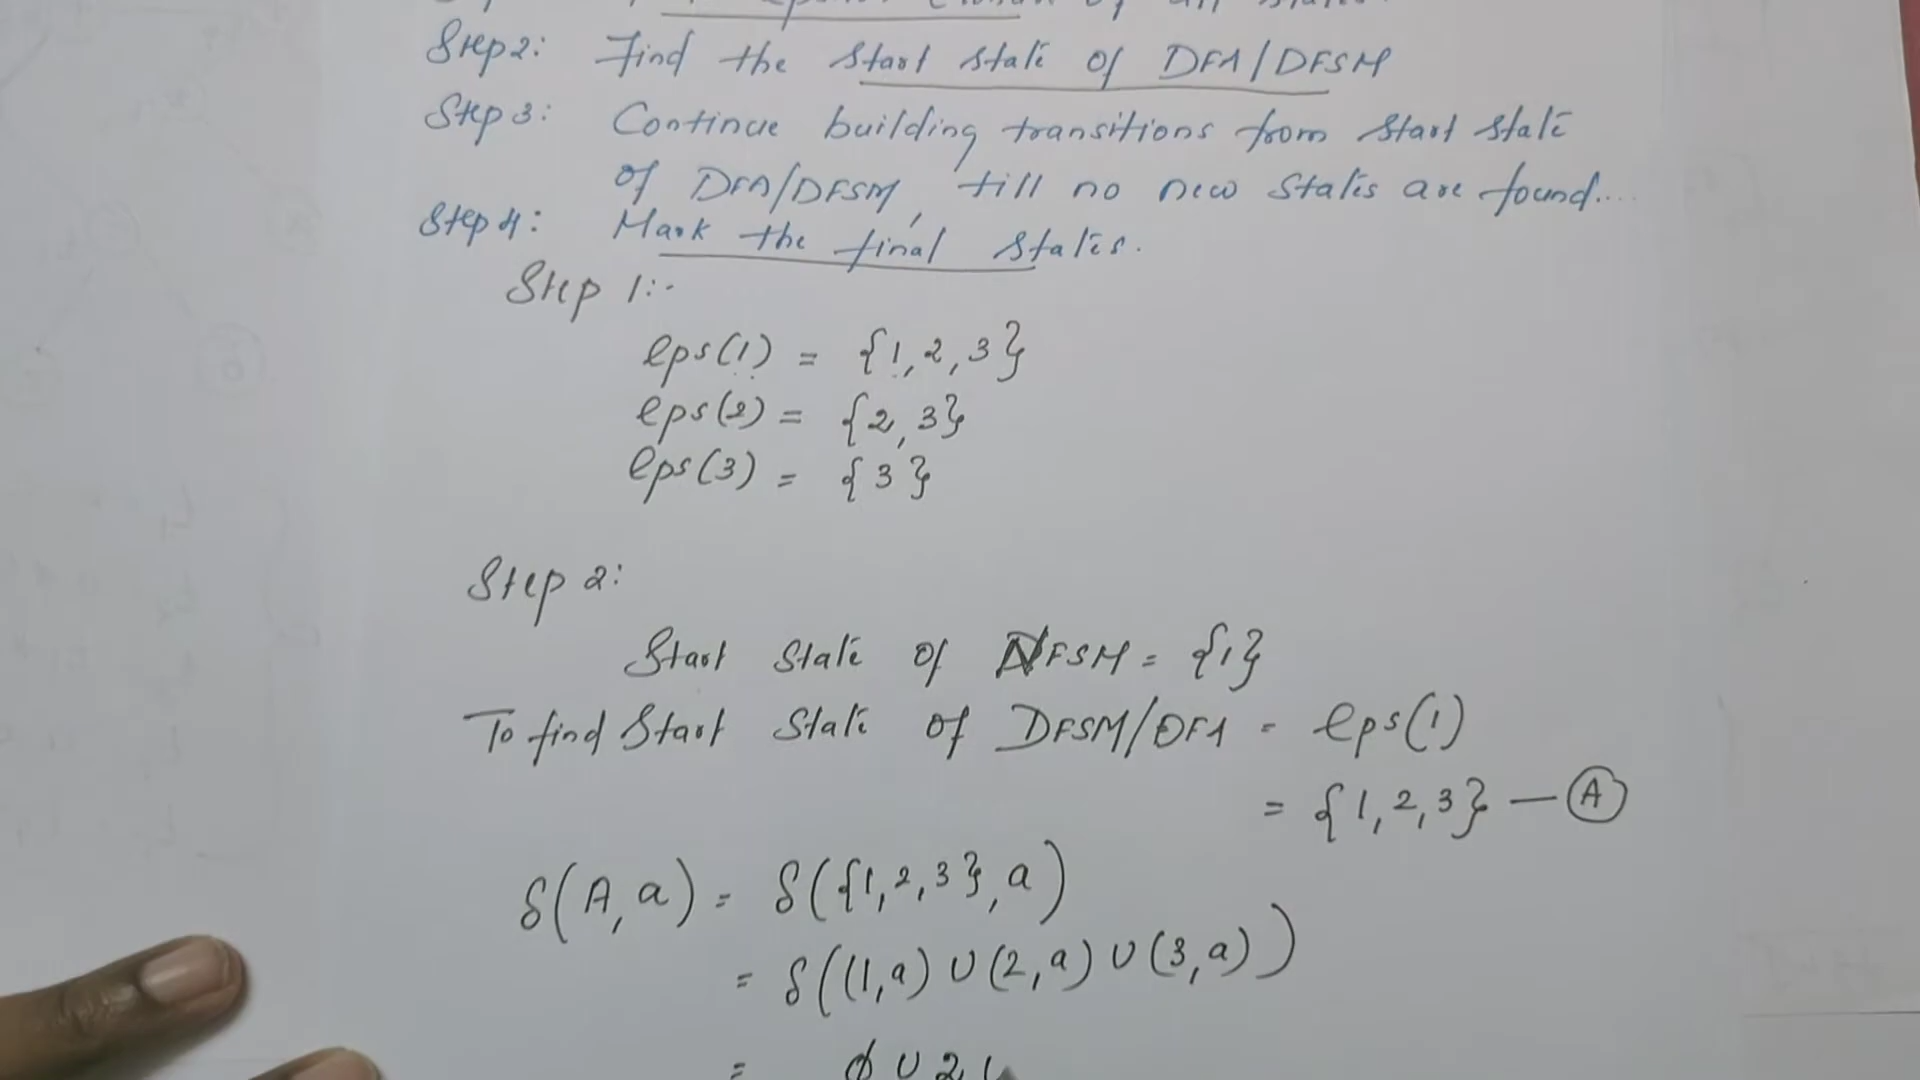 Step 2: Find the Start State of DFA/DFSM
Step 3: Continue building transitions from Start State
of DFA/DFSM, till no new States are found...
Step 4: Mark the final States.
Step 1:-
eps(1) = {1,2,3}
eps(2) = {2,3}
eps(3) = {3}
Step 2:
Start State of NFSM = {1}
To find Start State of DFSM/DFA = eps(1)
= {1,2,3} — A
δ(A,a) = δ({1,2,3},a)
= δ((1,a) ∪ (2,a) ∪ (3,a))
= ϕ ∪ 2